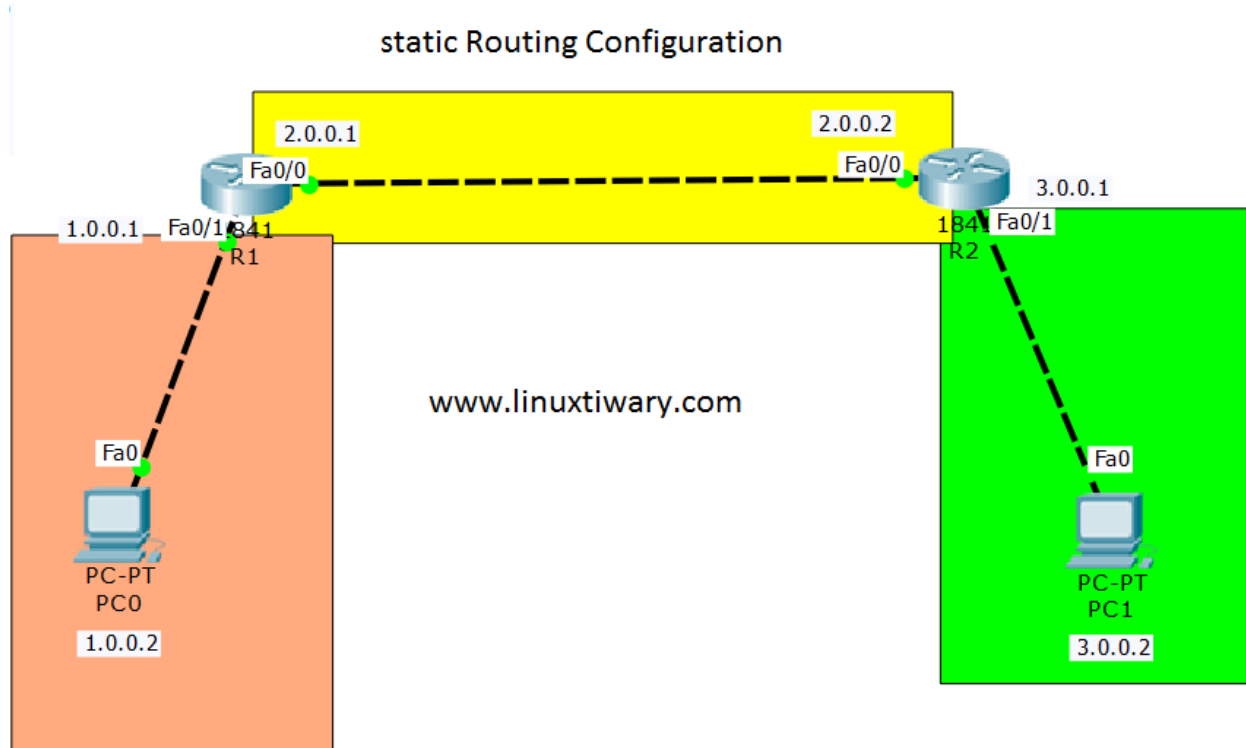 static Routing Configuration
2.0.0.1
2.0.0.2
Fa0/0
Fa0/0
3.0.0.1
1.0.0.1
Fa0/1
1841
R1
1841
R2
Fa0/1
www.linuxtiwary.com
Fa0
Fa0
PC-PT
PC0
1.0.0.2
PC-PT
PC1
3.0.0.2